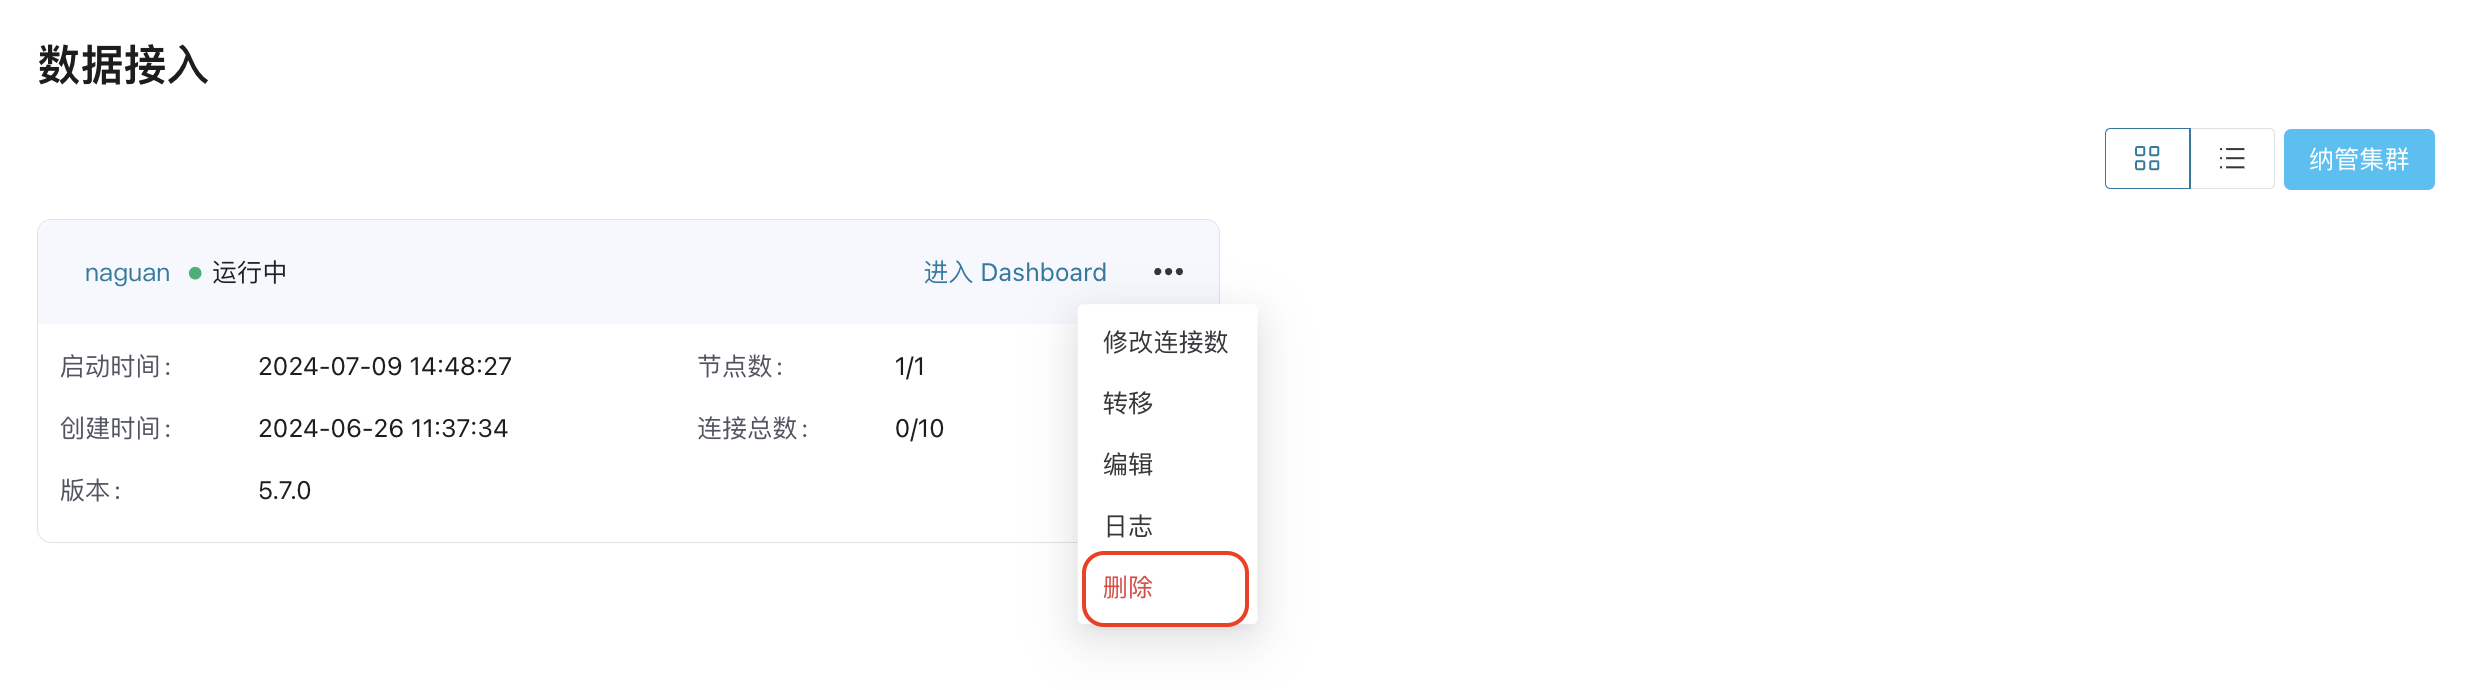 数据接入
纳管集群
naguan 运行中 进入 Dashboard
修改连接数
启动时间: 2024-07-09 14:48:27 节点数: 1/1
转移
创建时间: 2024-06-26 11:37:34 连接总数: 0/10
编辑
版本: 5.7.0
日志
删除